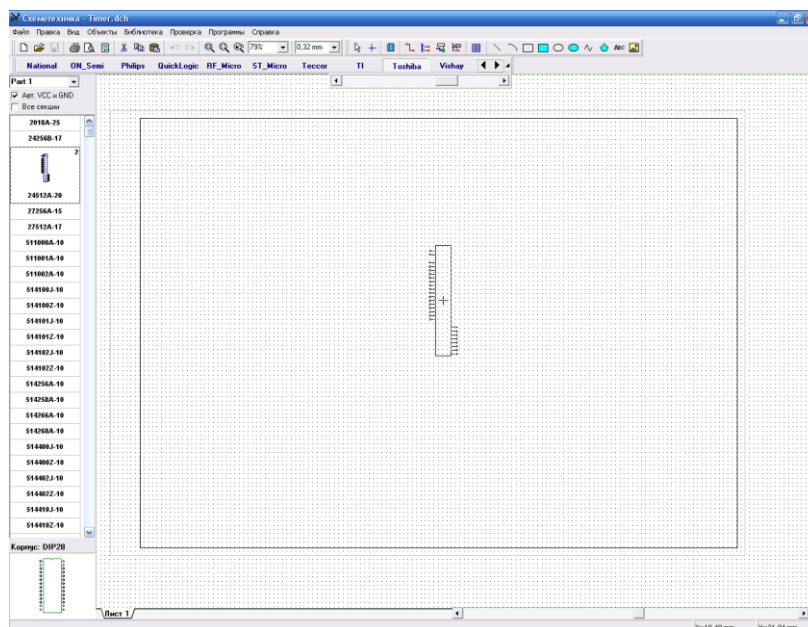 Схемотехника - Timer.dch
Файл Правка Вид Объекты Библиотека Проверка Программы Справка
79% 0,32 mm ABC
National ON_Semi Philips QuickLogic RF_Micro ST_Micro Teccor TI Toshiba Vishay
Part 1
Авт. VCC и GND
Все секции
2018A-25
24256B-17
2
24512A-20
27256A-15
27512A-17
511000A-10
511001A-10
511002A-10
514100J-10
514100Z-10
514101J-10
514101Z-10
514102J-10
514102Z-10
514256A-10
514258A-10
514266A-10
514268A-10
514400J-10
514400Z-10
514402J-10
514402Z-10
514410J-10
514410Z-10
Корпус: DIP28
Лист 1